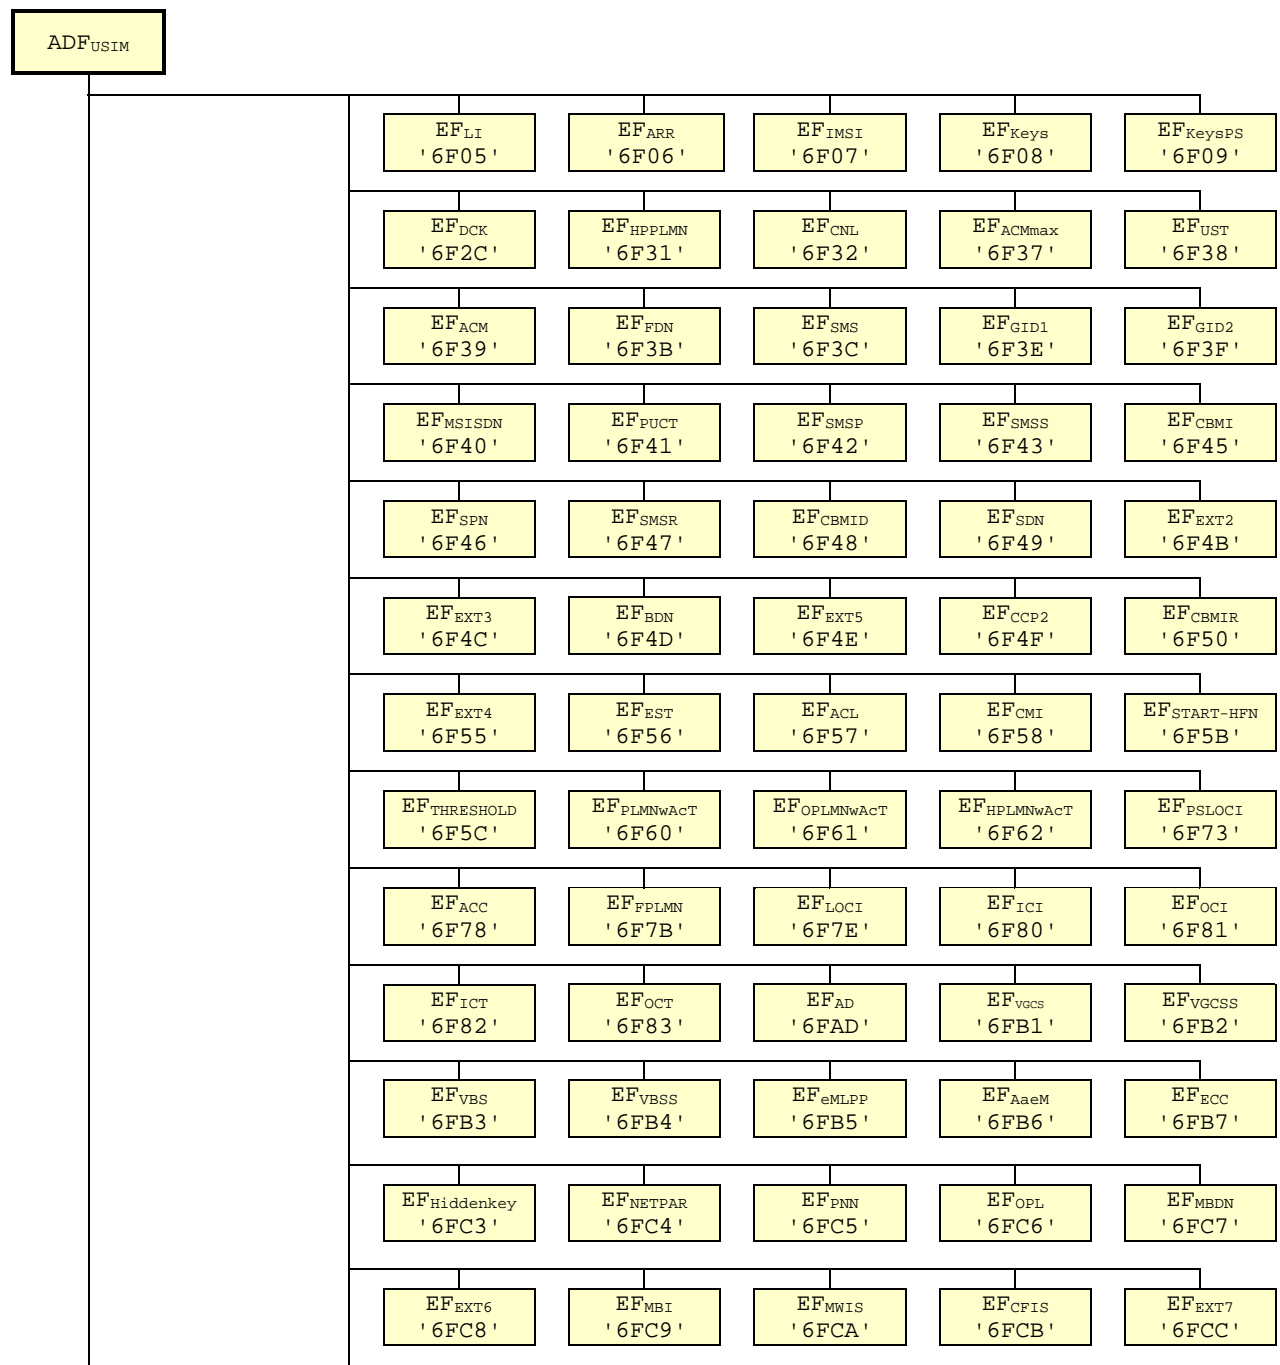 ADFUSIM
EFLI EFARR EFIMSI EFKeys EFKeysPS
'6F05' '6F06' '6F07' '6F08' '6F09'
EFDCK EFHPPLMN EFCNL EFACMmax EFUST
'6F2C' '6F31' '6F32' '6F37' '6F38'
EFACM EFFDN EFSMS EFGID1 EFGID2
'6F39' '6F3B' '6F3C' '6F3E' '6F3F'
EFMSISDN EFPUCT EFSMSP EFSMSS EFCBMI
'6F40' '6F41' '6F42' '6F43' '6F45'
EFSPN EFSMSR EFCBMID EFSDN EFEXT2
'6F46' '6F47' '6F48' '6F49' '6F4B'
EFEXT3 EFBDN EFEXT5 EFCCP2 EFCBMIR
'6F4C' '6F4D' '6F4E' '6F4F' '6F50'
EFEXT4 EFEST EFACL EFCMI EFSTART-HFN
'6F55' '6F56' '6F57' '6F58' '6F5B'
EFTHRESHOLD EFPLMNwAcT EFOPLMNwAcT EFHPLMNwAcT EFPSLOCI
'6F5C' '6F60' '6F61' '6F62' '6F73'
EFACC EFFPLMN EFLOCI EFICI EFOCI
'6F78' '6F7B' '6F7E' '6F80' '6F81'
EFICT EFOCT EFAD EFVGCS EFVGCSS
'6F82' '6F83' '6FAD' '6FB1' '6FB2'
EFVBS EFVBSS EFeMLPP EFAaeM EFECC
'6FB3' '6FB4' '6FB5' '6FB6' '6FB7'
EFHiddenkey EFNETPAR EFPNN EFOPL EFMBDN
'6FC3' '6FC4' '6FC5' '6FC6' '6FC7'
EFEXT6 EFMBI EFMWIS EFCFIS EFEXT7
'6FC8' '6FC9' '6FCA' '6FCB' '6FCC'